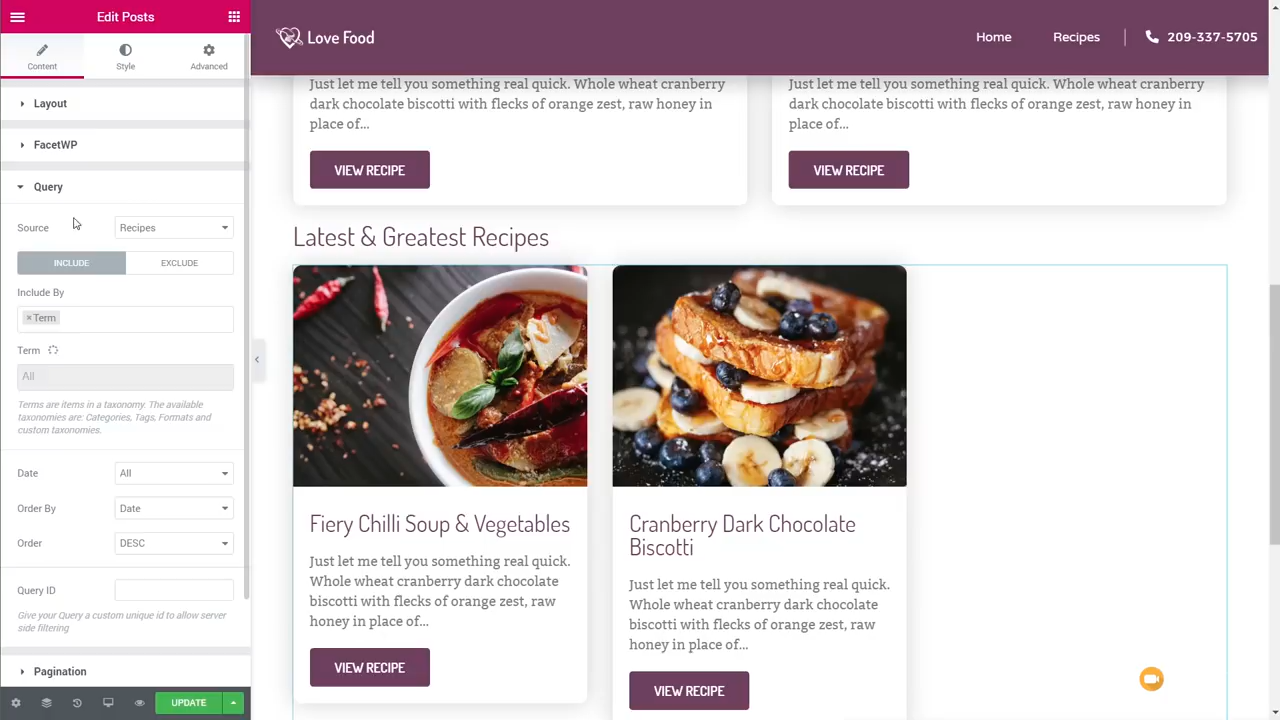 Edit Posts
Content
Style
Advanced
Layout
FacetWP
Query
Source
Recipes
INCLUDE
EXCLUDE
Include By
× Term
Term
All
Terms are items in a taxonomy. The available
taxonomies are: Categories, Tags, Formats and
custom taxonomies.
Date
All
Order By
Date
Order
DESC
Query ID
Give your Query a custom unique id to allow server
side filtering
Pagination
UPDATE
Love Food
Home
Recipes
209-337-5705
Just let me tell you something real quick. Whole wheat cranberry
dark chocolate biscotti with flecks of orange zest, raw honey in
place of...
VIEW RECIPE
Just let me tell you something real quick. Whole wheat cranberry
dark chocolate biscotti with flecks of orange zest, raw honey in
place of...
VIEW RECIPE
Latest & Greatest Recipes
Fiery Chilli Soup & Vegetables
Just let me tell you something real quick.
Whole wheat cranberry dark chocolate
biscotti with flecks of orange zest, raw
honey in place of...
VIEW RECIPE
Cranberry Dark Chocolate
Biscotti
Just let me tell you something real quick.
Whole wheat cranberry dark chocolate
biscotti with flecks of orange zest, raw
honey in place of...
VIEW RECIPE